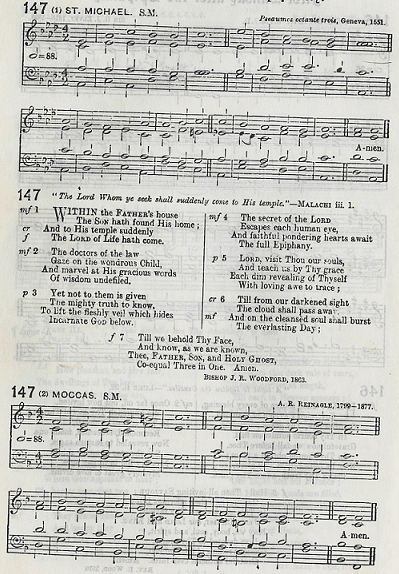 147 (1) ST. MICHAEL. S.M.
Pseaumes octante trois, Geneva, 1551.
=88.
A-men.
147 "The Lord Whom ye seek shall suddenly come to His temple."—MALACHI iii. 1.
mf 1 WITHIN the FATHER's house
The SON hath found His home;
cr And to His temple suddenly
f The LORD of Life hath come.
mf 2 The doctors of the law
Gaze on the wondrous Child,
And marvel at His gracious words
Of wisdom undefiled.
p 3 Yet not to them is given
The mighty truth to know,
To lift the fleshly veil which hides
Incarnate GOD below.
mf 4 The secret of the LORD
Escapes each human eye,
And faithful pondering hearts await
The full Epiphany.
p 5 LORD, visit Thou our souls,
And teach us by Thy grace
Each dim revealing of Thyself
With loving awe to trace;
cr 6 Till from our darkened sight
The cloud shall pass away,
mf And on the cleansed soul shall burst
The everlasting Day;
f 7 Till we behold Thy Face,
And know, as we are known,
Thee, FATHER, SON, and HOLY GHOST,
Co-equal Three in One. Amen.
BISHOP J. R. WOODFORD, 1863.
147 (2) MOCCAS. S.M.
A. R. REINAGLE, 1799–1877.
=88.
A-men.